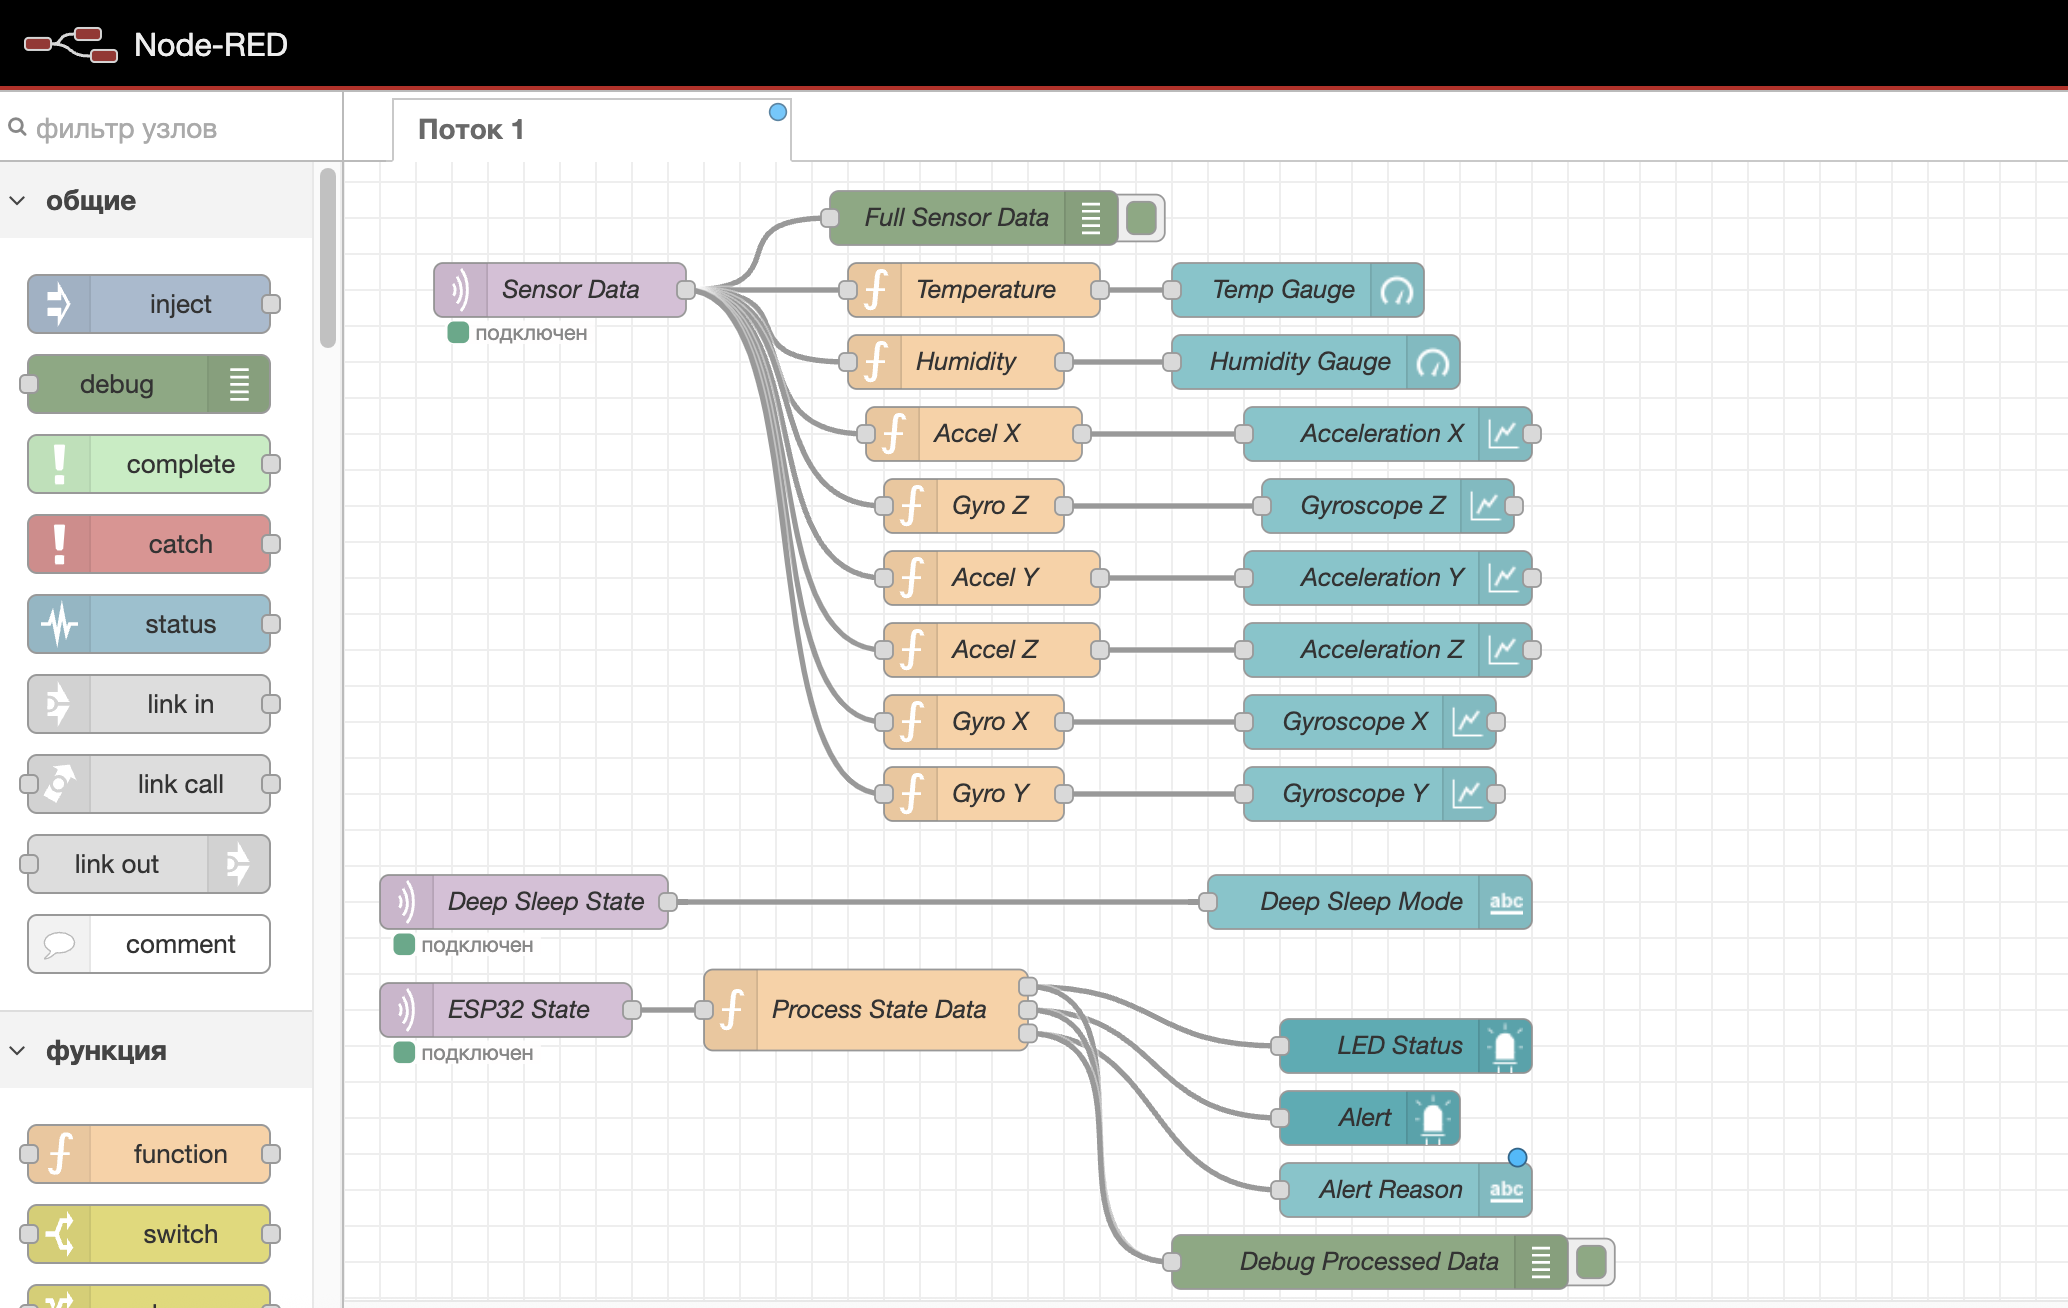 Node-RED
фильтр узлов
Поток 1
общие
inject
debug
complete
catch
status
link in
link call
link out
comment
функция
function
switch
Full Sensor Data
Sensor Data
подключен
Temperature
Temp Gauge
Humidity
Humidity Gauge
Accel X
Acceleration X
Gyro Z
Gyroscope Z
Accel Y
Acceleration Y
Accel Z
Acceleration Z
Gyro X
Gyroscope X
Gyro Y
Gyroscope Y
Deep Sleep State
подключен
Deep Sleep Mode
abc
ESP32 State
подключен
Process State Data
LED Status
Alert
Alert Reason
abc
Debug Processed Data